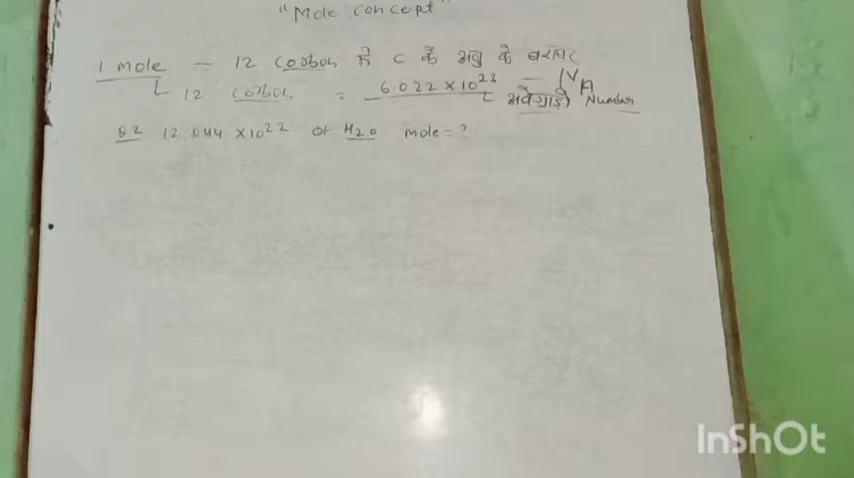 "Mole concept"
1 mole — 12 Carbon में C के अणु के बराबर
12 Carbon = 6.022 × 10²³ — NA
अवेगाड्रो Number
Q2 12.044 × 10²² of H₂O mole = ?
InShOt